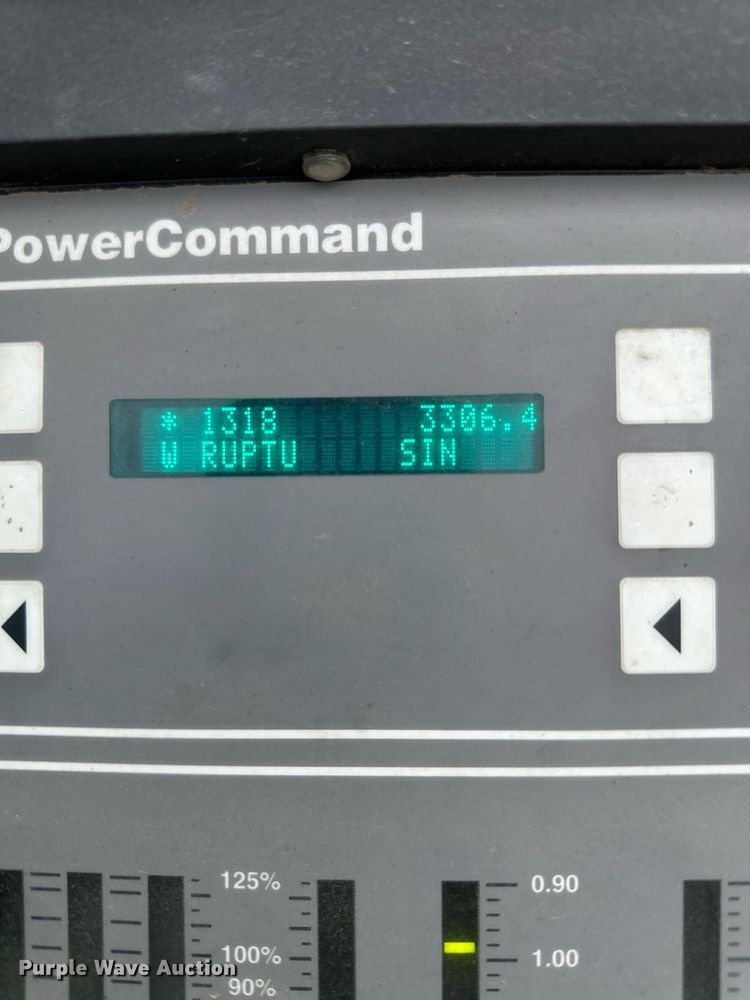 PowerCommand
* 1318 3306.4
W RUPTU SIN
125% 0.90
100% 1.00
90%
Purple Wave Auction